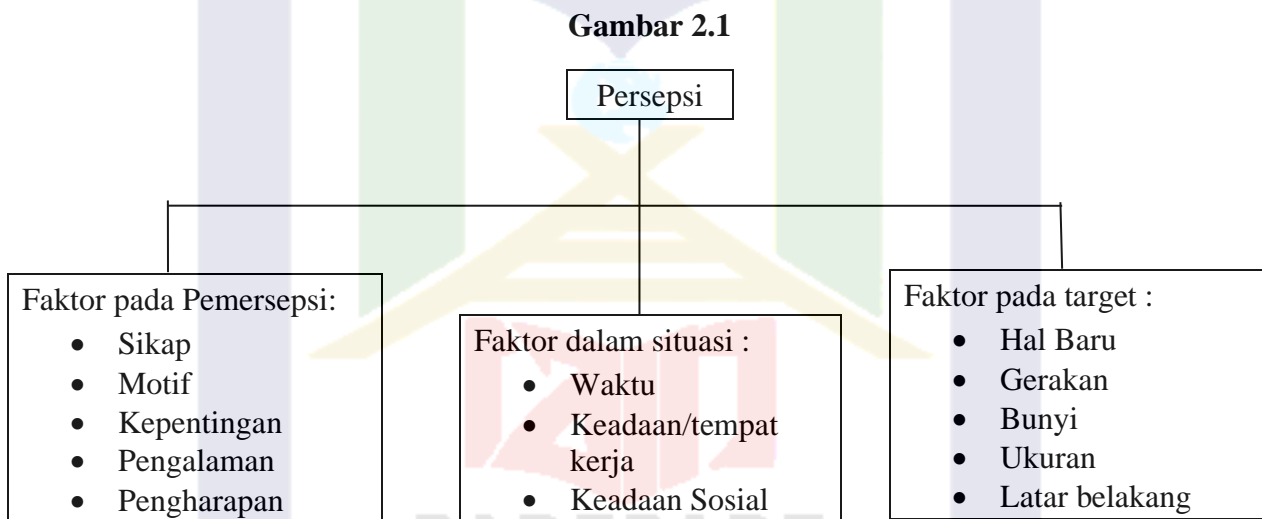 Gambar 2.1
Persepsi
Faktor pada Pemersepsi:
• Sikap
• Motif
• Kepentingan
• Pengalaman
• Pengharapan
Faktor dalam situasi :
• Waktu
• Keadaan/tempat
kerja
• Keadaan Sosial
Faktor pada target :
• Hal Baru
• Gerakan
• Bunyi
• Ukuran
• Latar belakang